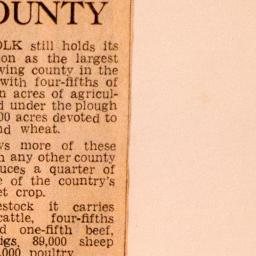 OUNTY
OLK still holds its
on as the largest
wing county in the
with four-fifths of
n acres of agricul-
d under the plough
00 acres devoted to
nd wheat.
ws more of these
n any other county
uces a quarter of
e of the country's
et crop.
estock it carries
cattle, four-fifths
d one-fifth beef,
igs, 89,000 sheep
,000 poultry